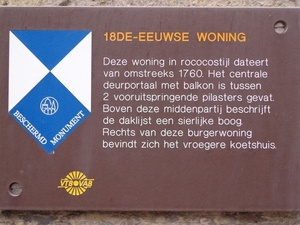 18DE-EEUWSE WONING
Deze woning in rococostijl dateert
van omstreeks 1760. Het centrale
deurportaal met balkon is tussen
2 vooruitspringende pilasters gevat.
Boven deze middenpartij beschrijft
de daklijst een sierlijke boog.
Rechts van deze burgerwoning
bevindt zich het vroegere koetshuis.
BESCHERMD
MONUMENT
VTB VAB